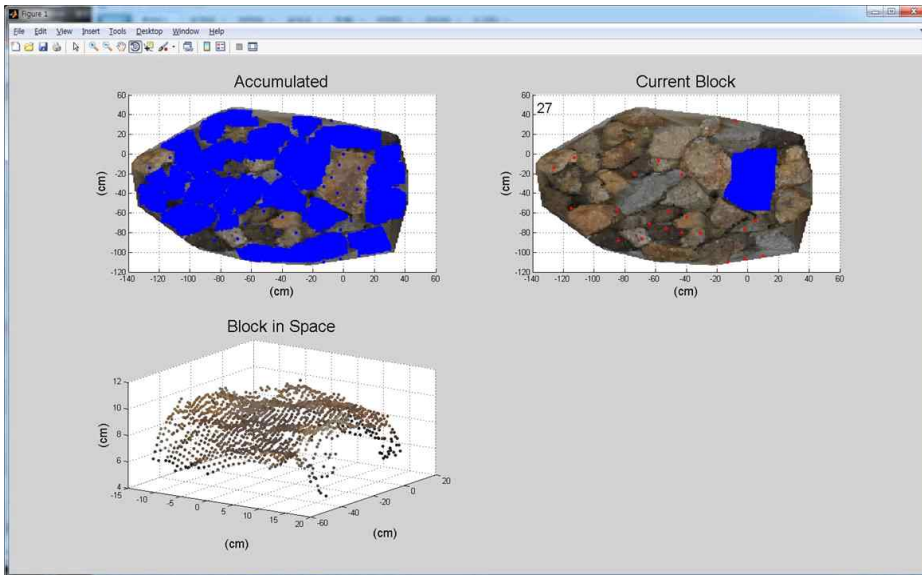 Figure 1
File Edit View Insert Tools Desktop Window Help
Accumulated
60
40
20
0
-20
-40
-60
-80
-100
-120
(cm)
-140 -120 -100 -80 -60 -40 -20 0 20 40 60
(cm)
Current Block
27
60
40
20
0
-20
-40
-60
-80
-100
-120
(cm)
-140 -120 -100 -80 -60 -40 -20 0 20 40 60
(cm)
Block in Space
12
10
8
6
4
(cm)
-15 -10 -5 0 5 10 15 20
(cm)
-60 -40 -20 0 20
(cm)